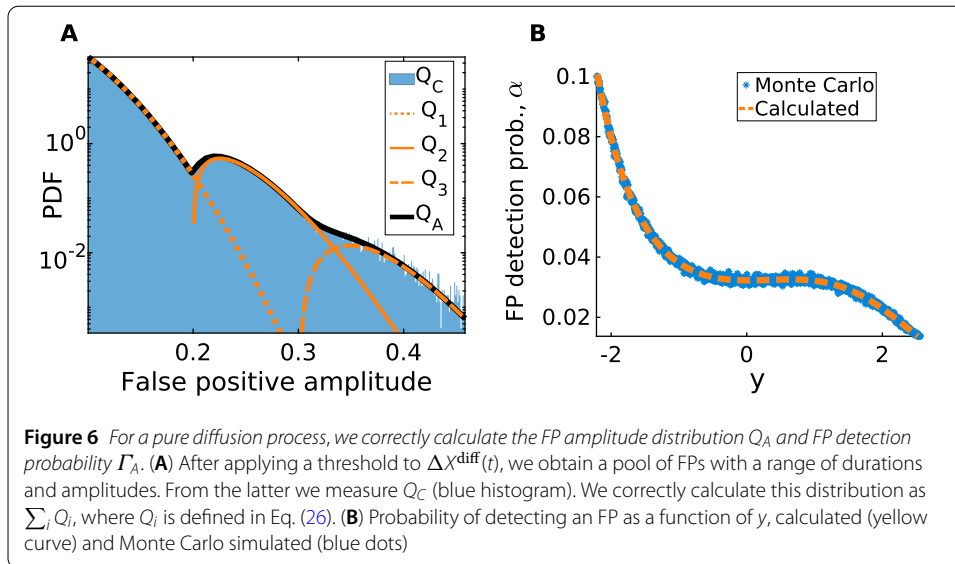 A
PDF
10^0
10^-2
0.2 0.3 0.4
False positive amplitude
Q_C
Q_1
Q_2
Q_3
Q_A
B
FP detection prob., α
0.1
0.08
0.06
0.04
0.02
-2 0 2
y
Monte Carlo
Calculated
Figure 6 For a pure diffusion process, we correctly calculate the FP amplitude distribution Q_A and FP detection
probability Γ_A. (A) After applying a threshold to ΔX^diff(t), we obtain a pool of FPs with a range of durations
and amplitudes. From the latter we measure Q_C (blue histogram). We correctly calculate this distribution as
∑_i Q_i, where Q_i is defined in Eq. (26). (B) Probability of detecting an FP as a function of y, calculated (yellow
curve) and Monte Carlo simulated (blue dots)